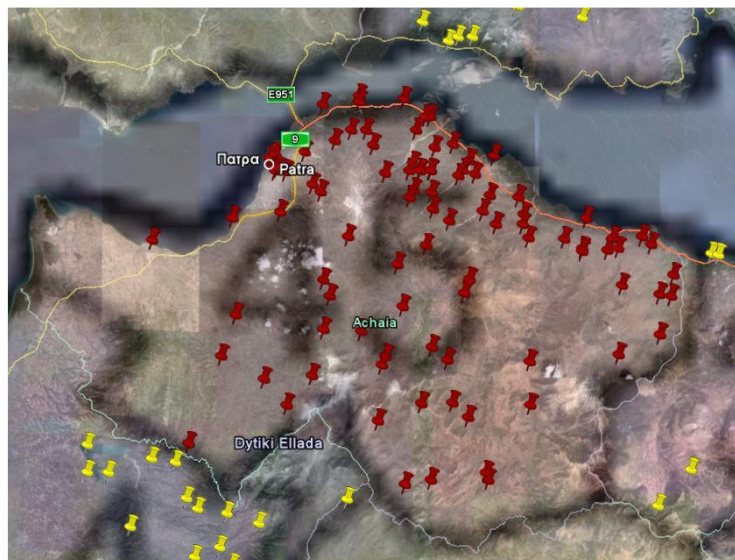 E951
9
Πατρα
Patra
Achaia
Dytiki Ellada